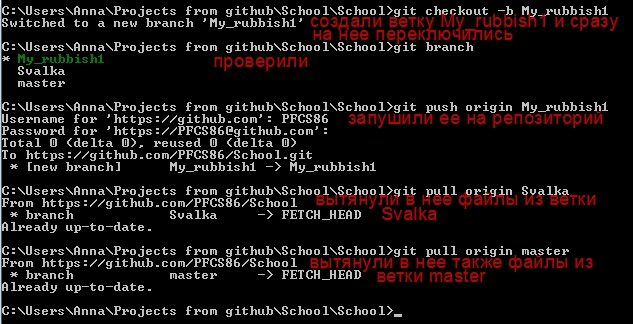 C:\Users\Anna\Projects from github\School\School>git checkout -b My_rubbish1
Switched to a new branch 'My_rubbish1'
создали ветку My_rubbish1 и сразу
на нее переключились
C:\Users\Anna\Projects from github\School\School>git branch
* My_rubbish1
проверили
Svalka
master
C:\Users\Anna\Projects from github\School\School>git push origin My_rubbish1
Username for 'https://github.com': PFCS86
запушили ее на репозиторий
Password for 'https://PFCS86@github.com':
Total 0 (delta 0), reused 0 (delta 0)
To https://github.com/PFCS86/School.git
* [new branch] My_rubbish1 -> My_rubbish1
C:\Users\Anna\Projects from github\School\School>git pull origin Svalka
From https://github.com/PFCS86/School
вытянули в нее файлы из ветки
* branch Svalka -> FETCH_HEAD
Svalka
Already up-to-date.
C:\Users\Anna\Projects from github\School\School>git pull origin master
From https://github.com/PFCS86/School
вытянули в нее также файлы из
* branch master -> FETCH_HEAD
ветки master
Already up-to-date.
C:\Users\Anna\Projects from github\School\School>_